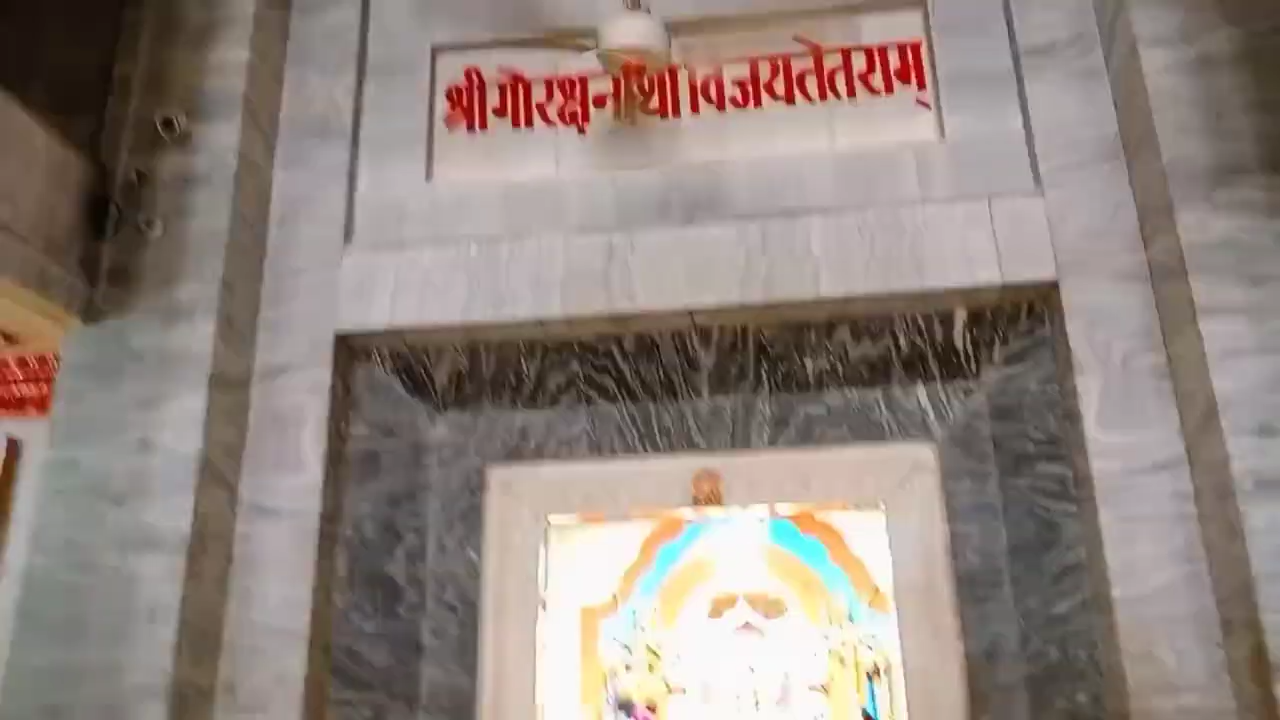 श्री गोरक्षनाथो विजयतेतराम्